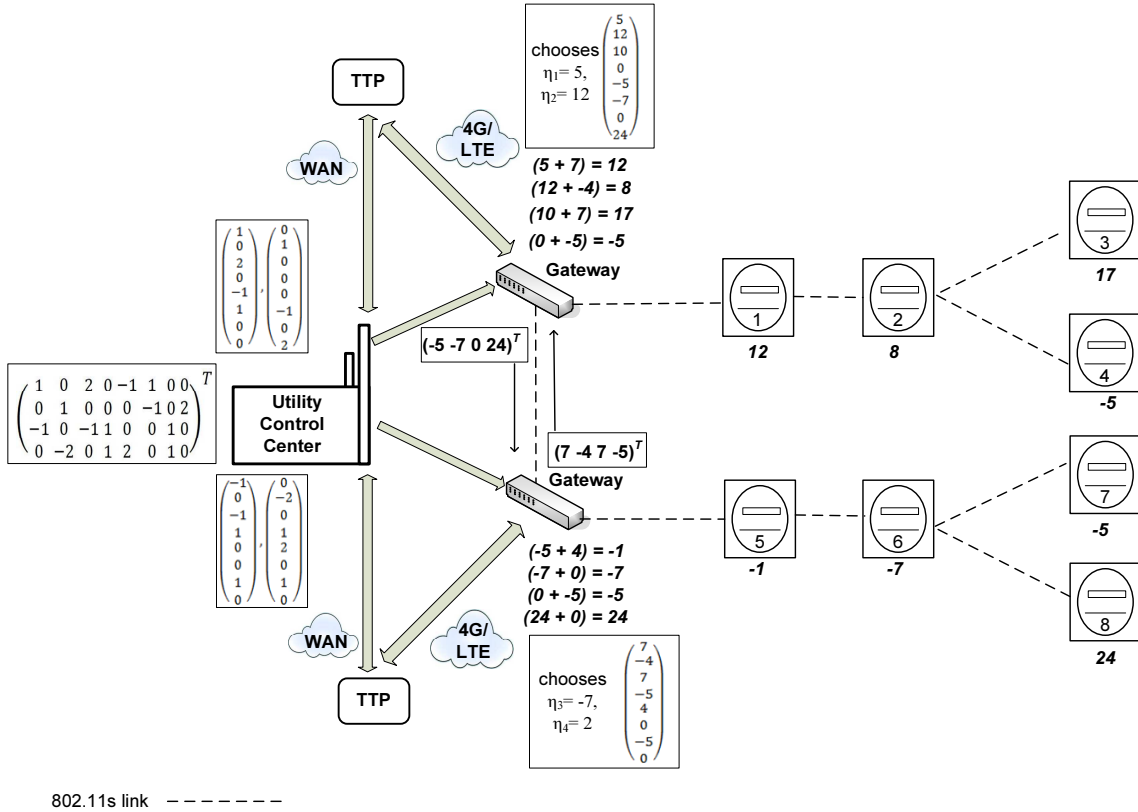 chooses
η1= 5,
η2= 12
5
12
10
0
−5
−7
0
24
TTP
4G/
LTE
WAN
(5 + 7) = 12
(12 + -4) = 8
(10 + 7) = 17
(0 + -5) = -5
Gateway
1
0
2
0
−1
1
0
0
,
0
1
0
0
0
−1
0
2
1
12
2
8
3
17
4
-5
(-5 -7 0 24)T
1 0 2 0 −1 1 0 0 T
0 1 0 0 0 −1 0 2
−1 0 −1 1 0 0 1 0
0 −2 0 1 2 0 1 0
Utility
Control
Center
(7 -4 7 -5)T
Gateway
−1
0
−1
1
0
0
1
0
,
0
−2
0
1
2
0
1
0
5
-1
6
-7
7
-5
8
24
(-5 + 4) = -1
(-7 + 0) = -7
(0 + -5) = -5
(24 + 0) = 24
WAN
4G/
LTE
TTP
chooses
η3= -7,
η4= 2
7
−4
7
−5
4
0
−5
0
802.11s link